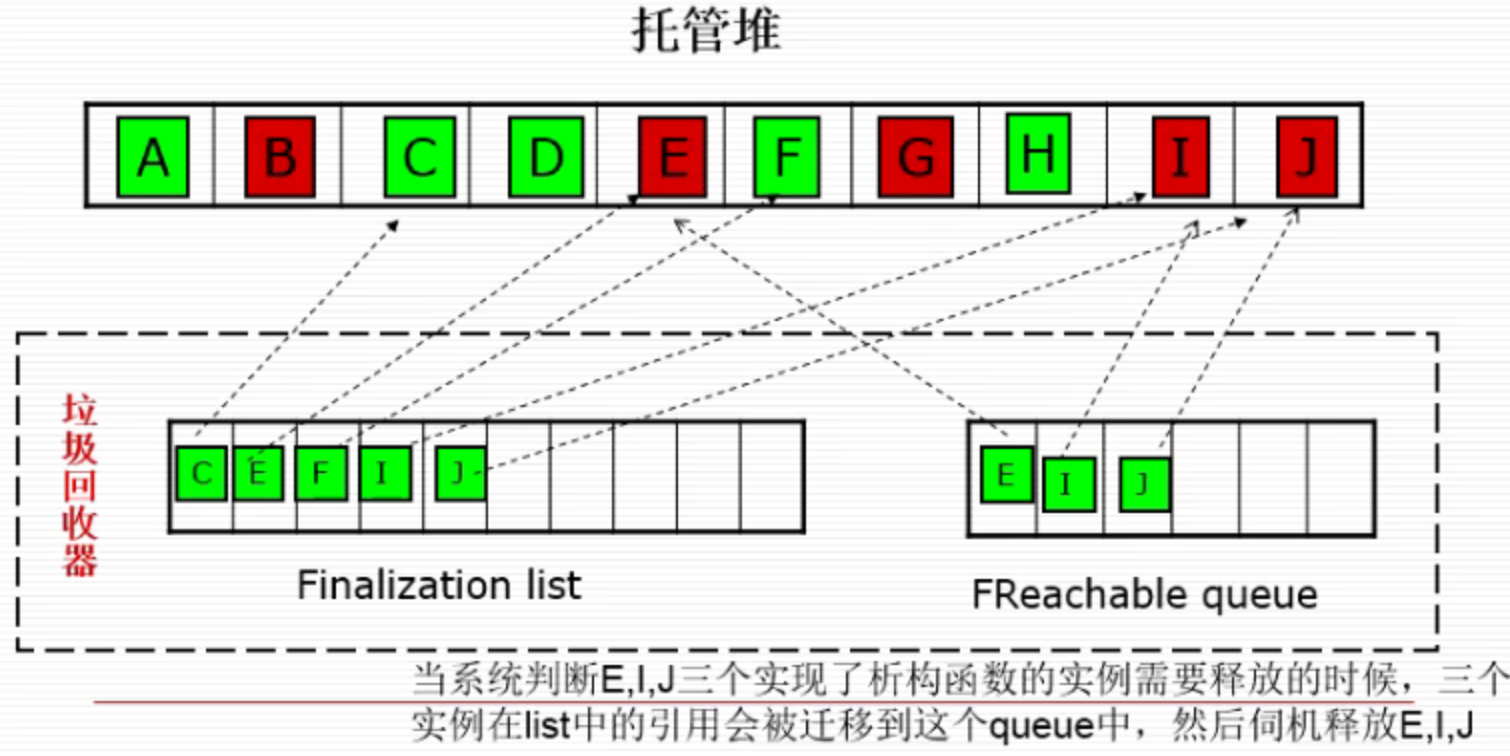 托管堆
A B C D E F G H I J
垃圾回收器
C E F I J
E I J
Finalization list
FReachable queue
当系统判断E,I,J三个实现了析构函数的实例需要释放的时候，三个
实例在list中的引用会被迁移到这个queue中，然后伺机释放E,I,J